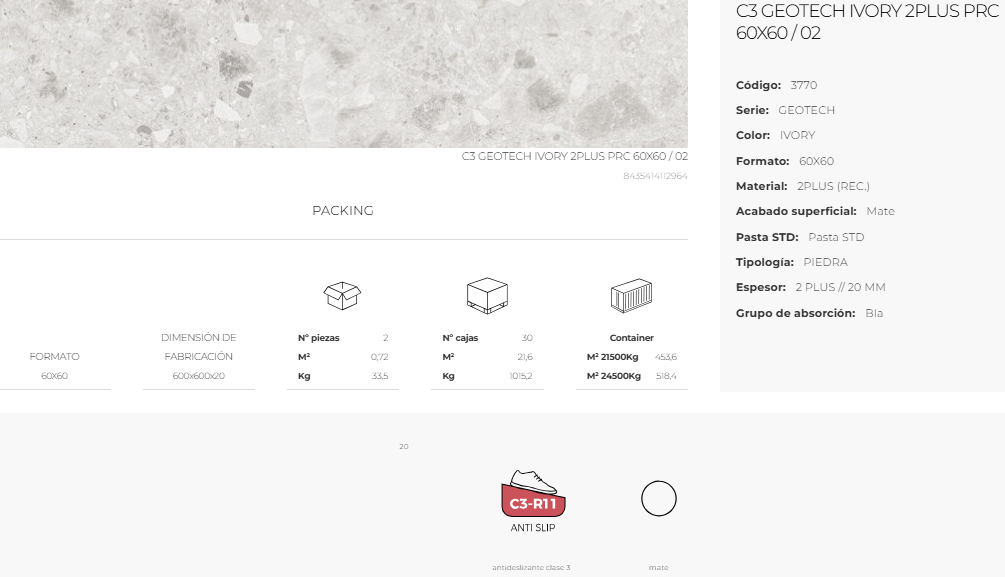 C3 GEOTECH IVORY 2PLUS PRC
60X60 / 02
Código: 3770
Serie: GEOTECH
Color: IVORY
Formato: 60X60
Material: 2PLUS (REC.)
Acabado superficial: Mate
Pasta STD: Pasta STD
Tipología: PIEDRA
Espesor: 2 PLUS // 20 MM
Grupo de absorción: BIa
C3 GEOTECH IVORY 2PLUS PRC 60X60 / 02
8435414112964
PACKING
FORMATO
60X60
DIMENSIÓN DE
FABRICACIÓN
600x600x20
Nº piezas 2
M² 0,72
Kg 33,5
Nº cajas 30
M² 21,6
Kg 1015,2
Container
M² 21500Kg 453,6
M² 24500Kg 518,4
20
C3-R11
ANTI SLIP
antideslizante clase 3
mate